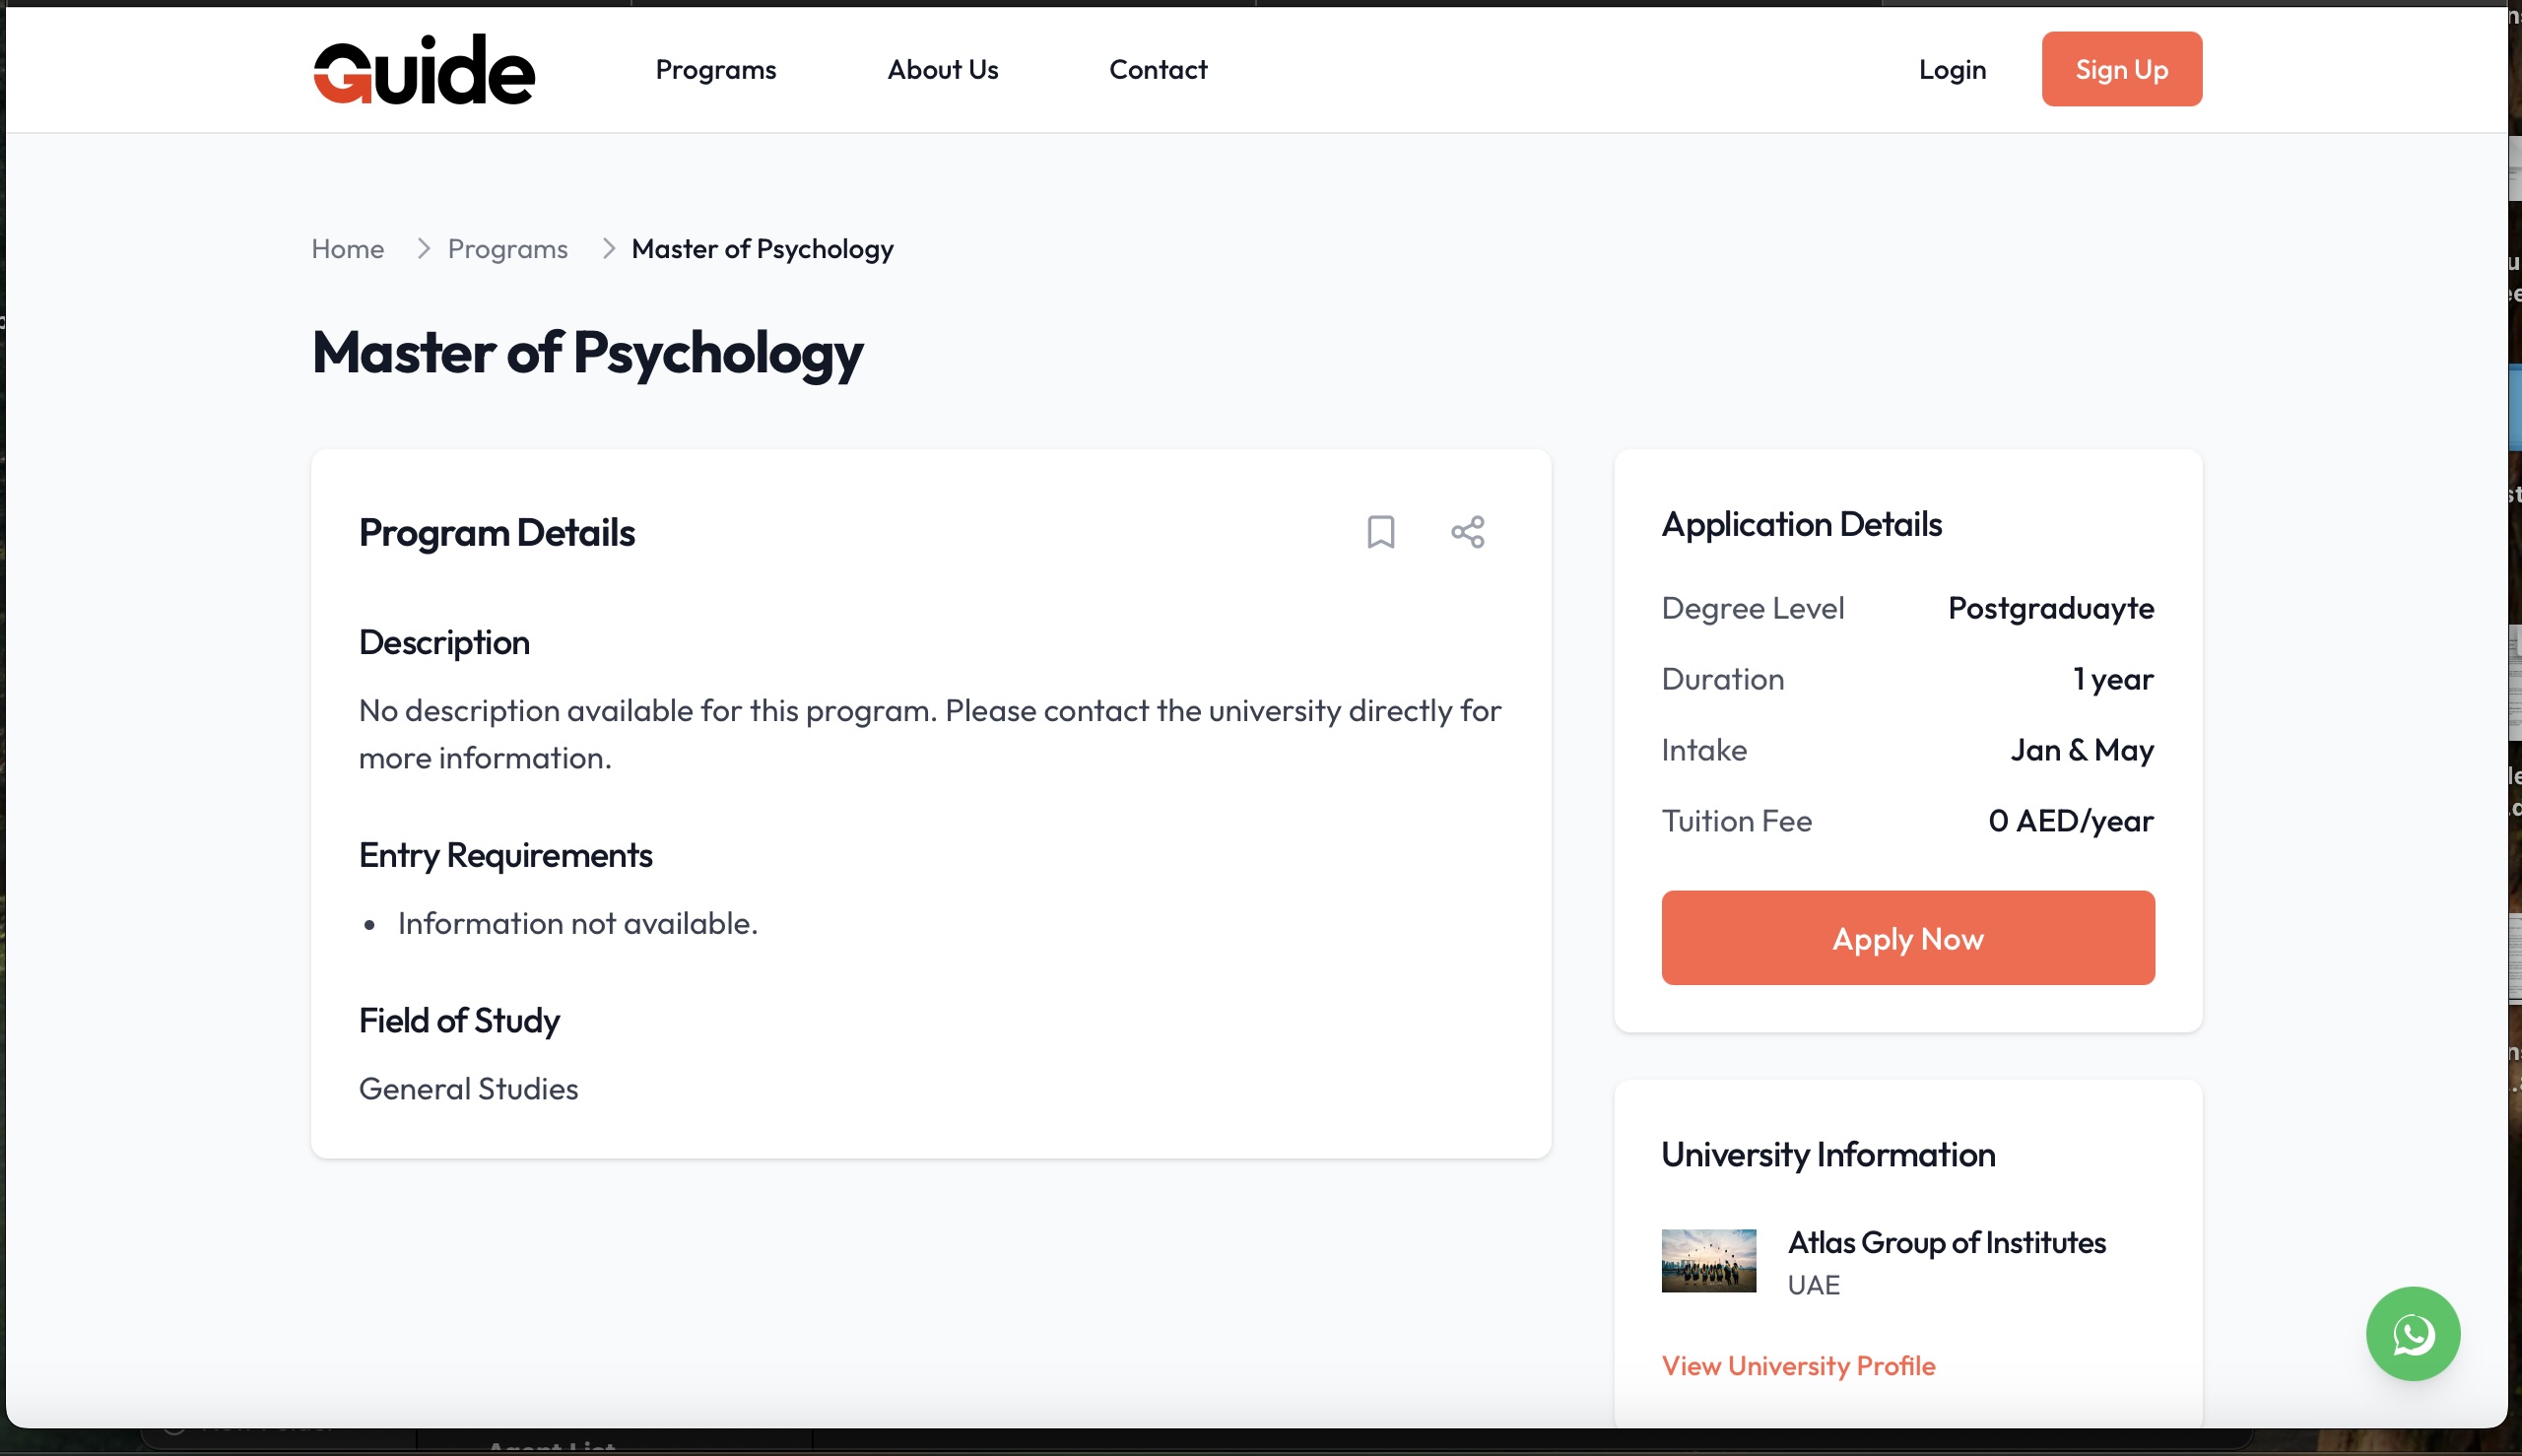 Guide
Programs
About Us
Contact
Login
Sign Up
Home
Programs
Master of Psychology
Master of Psychology
Program Details
Description
No description available for this program. Please contact the university directly for
more information.
Entry Requirements
• Information not available.
Field of Study
General Studies
Application Details
Degree Level Postgraduayte
Duration 1 year
Intake Jan & May
Tuition Fee 0 AED/year
Apply Now
University Information
Atlas Group of Institutes
UAE
View University Profile
Agent List